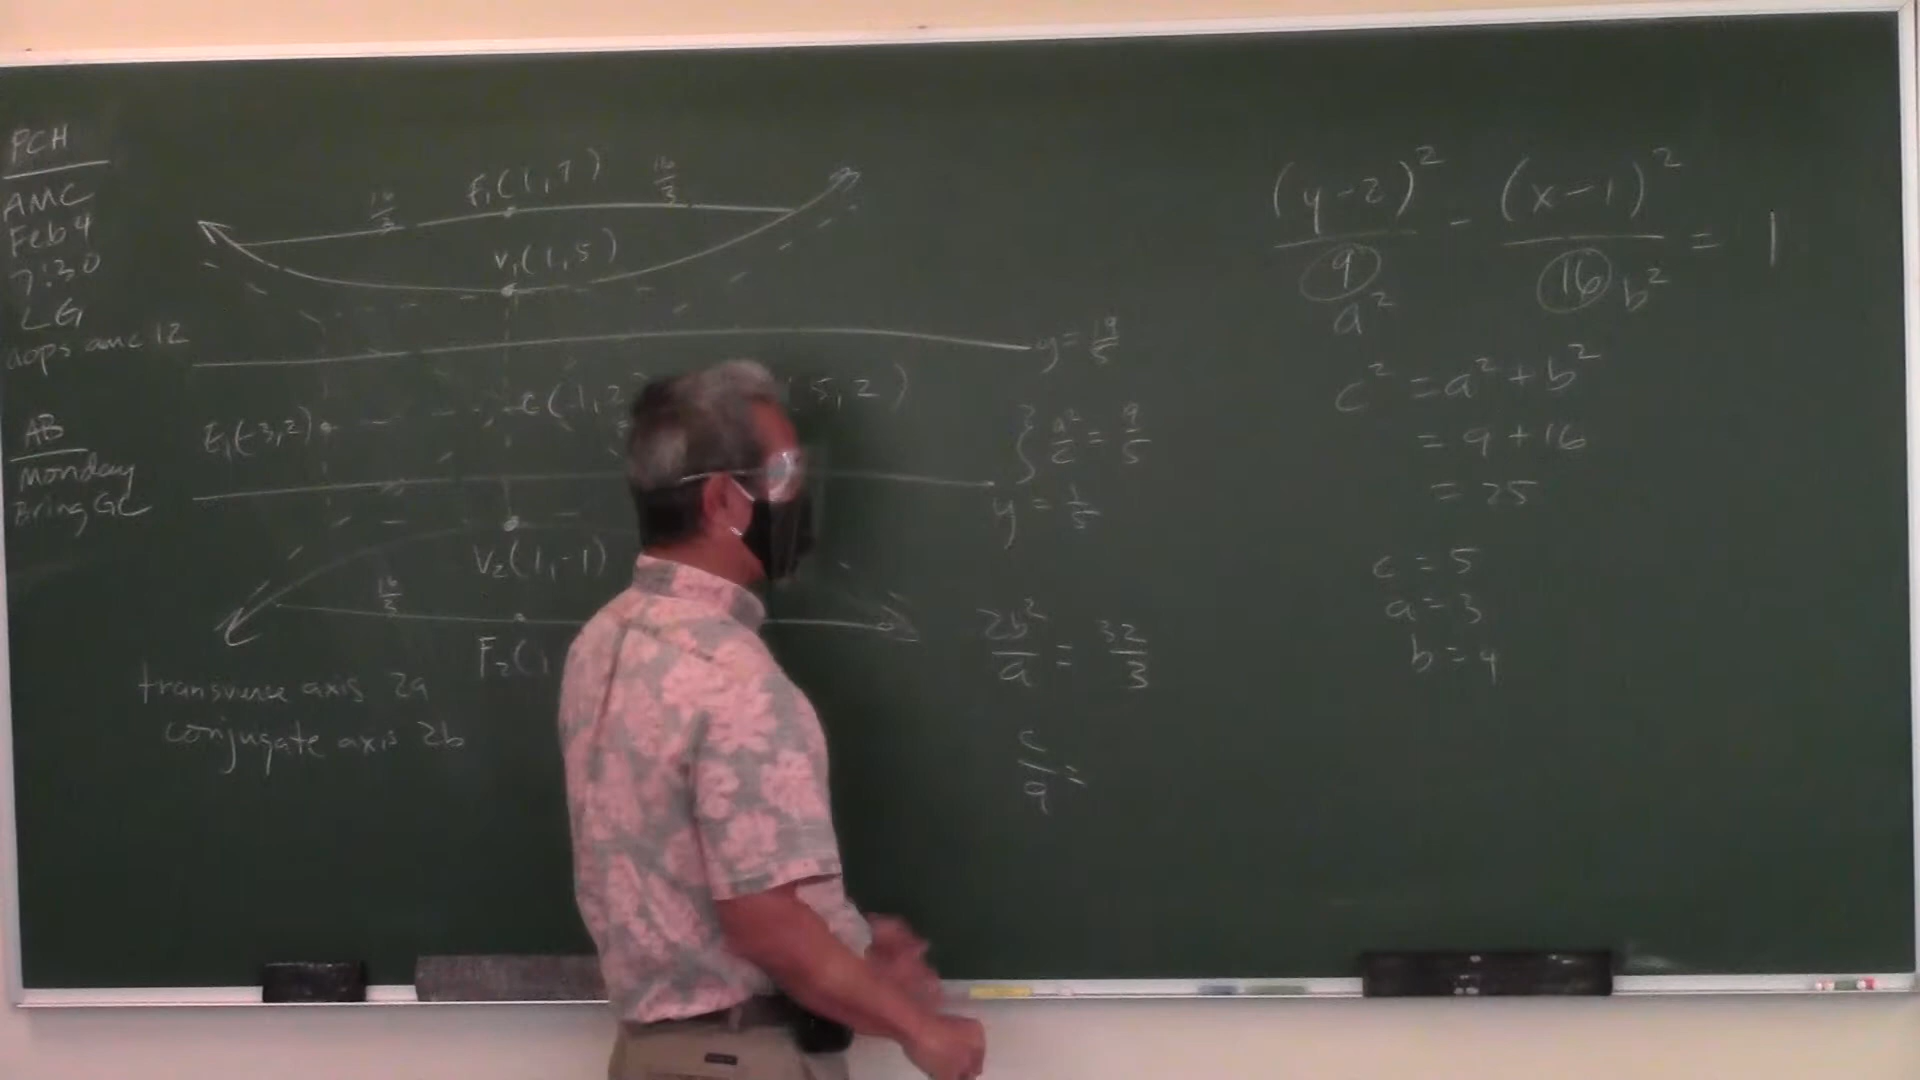 PCH
AMC
Feb 4
7:30
LG
aops amc 12
AB
Monday
Bring GC
F₁(1,7)
16/3
16/3
V₁(1,5)
y = 19/5
C(1,2)
5,2)
E₁(-3,2)
a²/c = 9/5
y = 1/5
V₂(1,-1)
16/3
F₂(1
transverse axis 2a
conjugate axis 2b
2b²/a = 32/3
c/a =
(y-2)²/9 - (x-1)²/16 = 1
a²
b²
c² = a² + b²
= 9 + 16
= 25
c = 5
a = 3
b = 4